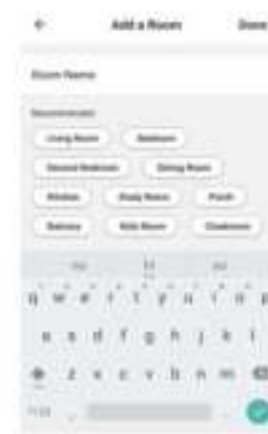 Add a Room Done
Room Name
Recommended
Living Room Bedroom
Second Bedroom Dining Room
Kitchen Study Room Porch
Balcony Kids Room Cloakroom
q w e r t y u i o p
a s d f g h j k l
z x c v b n m